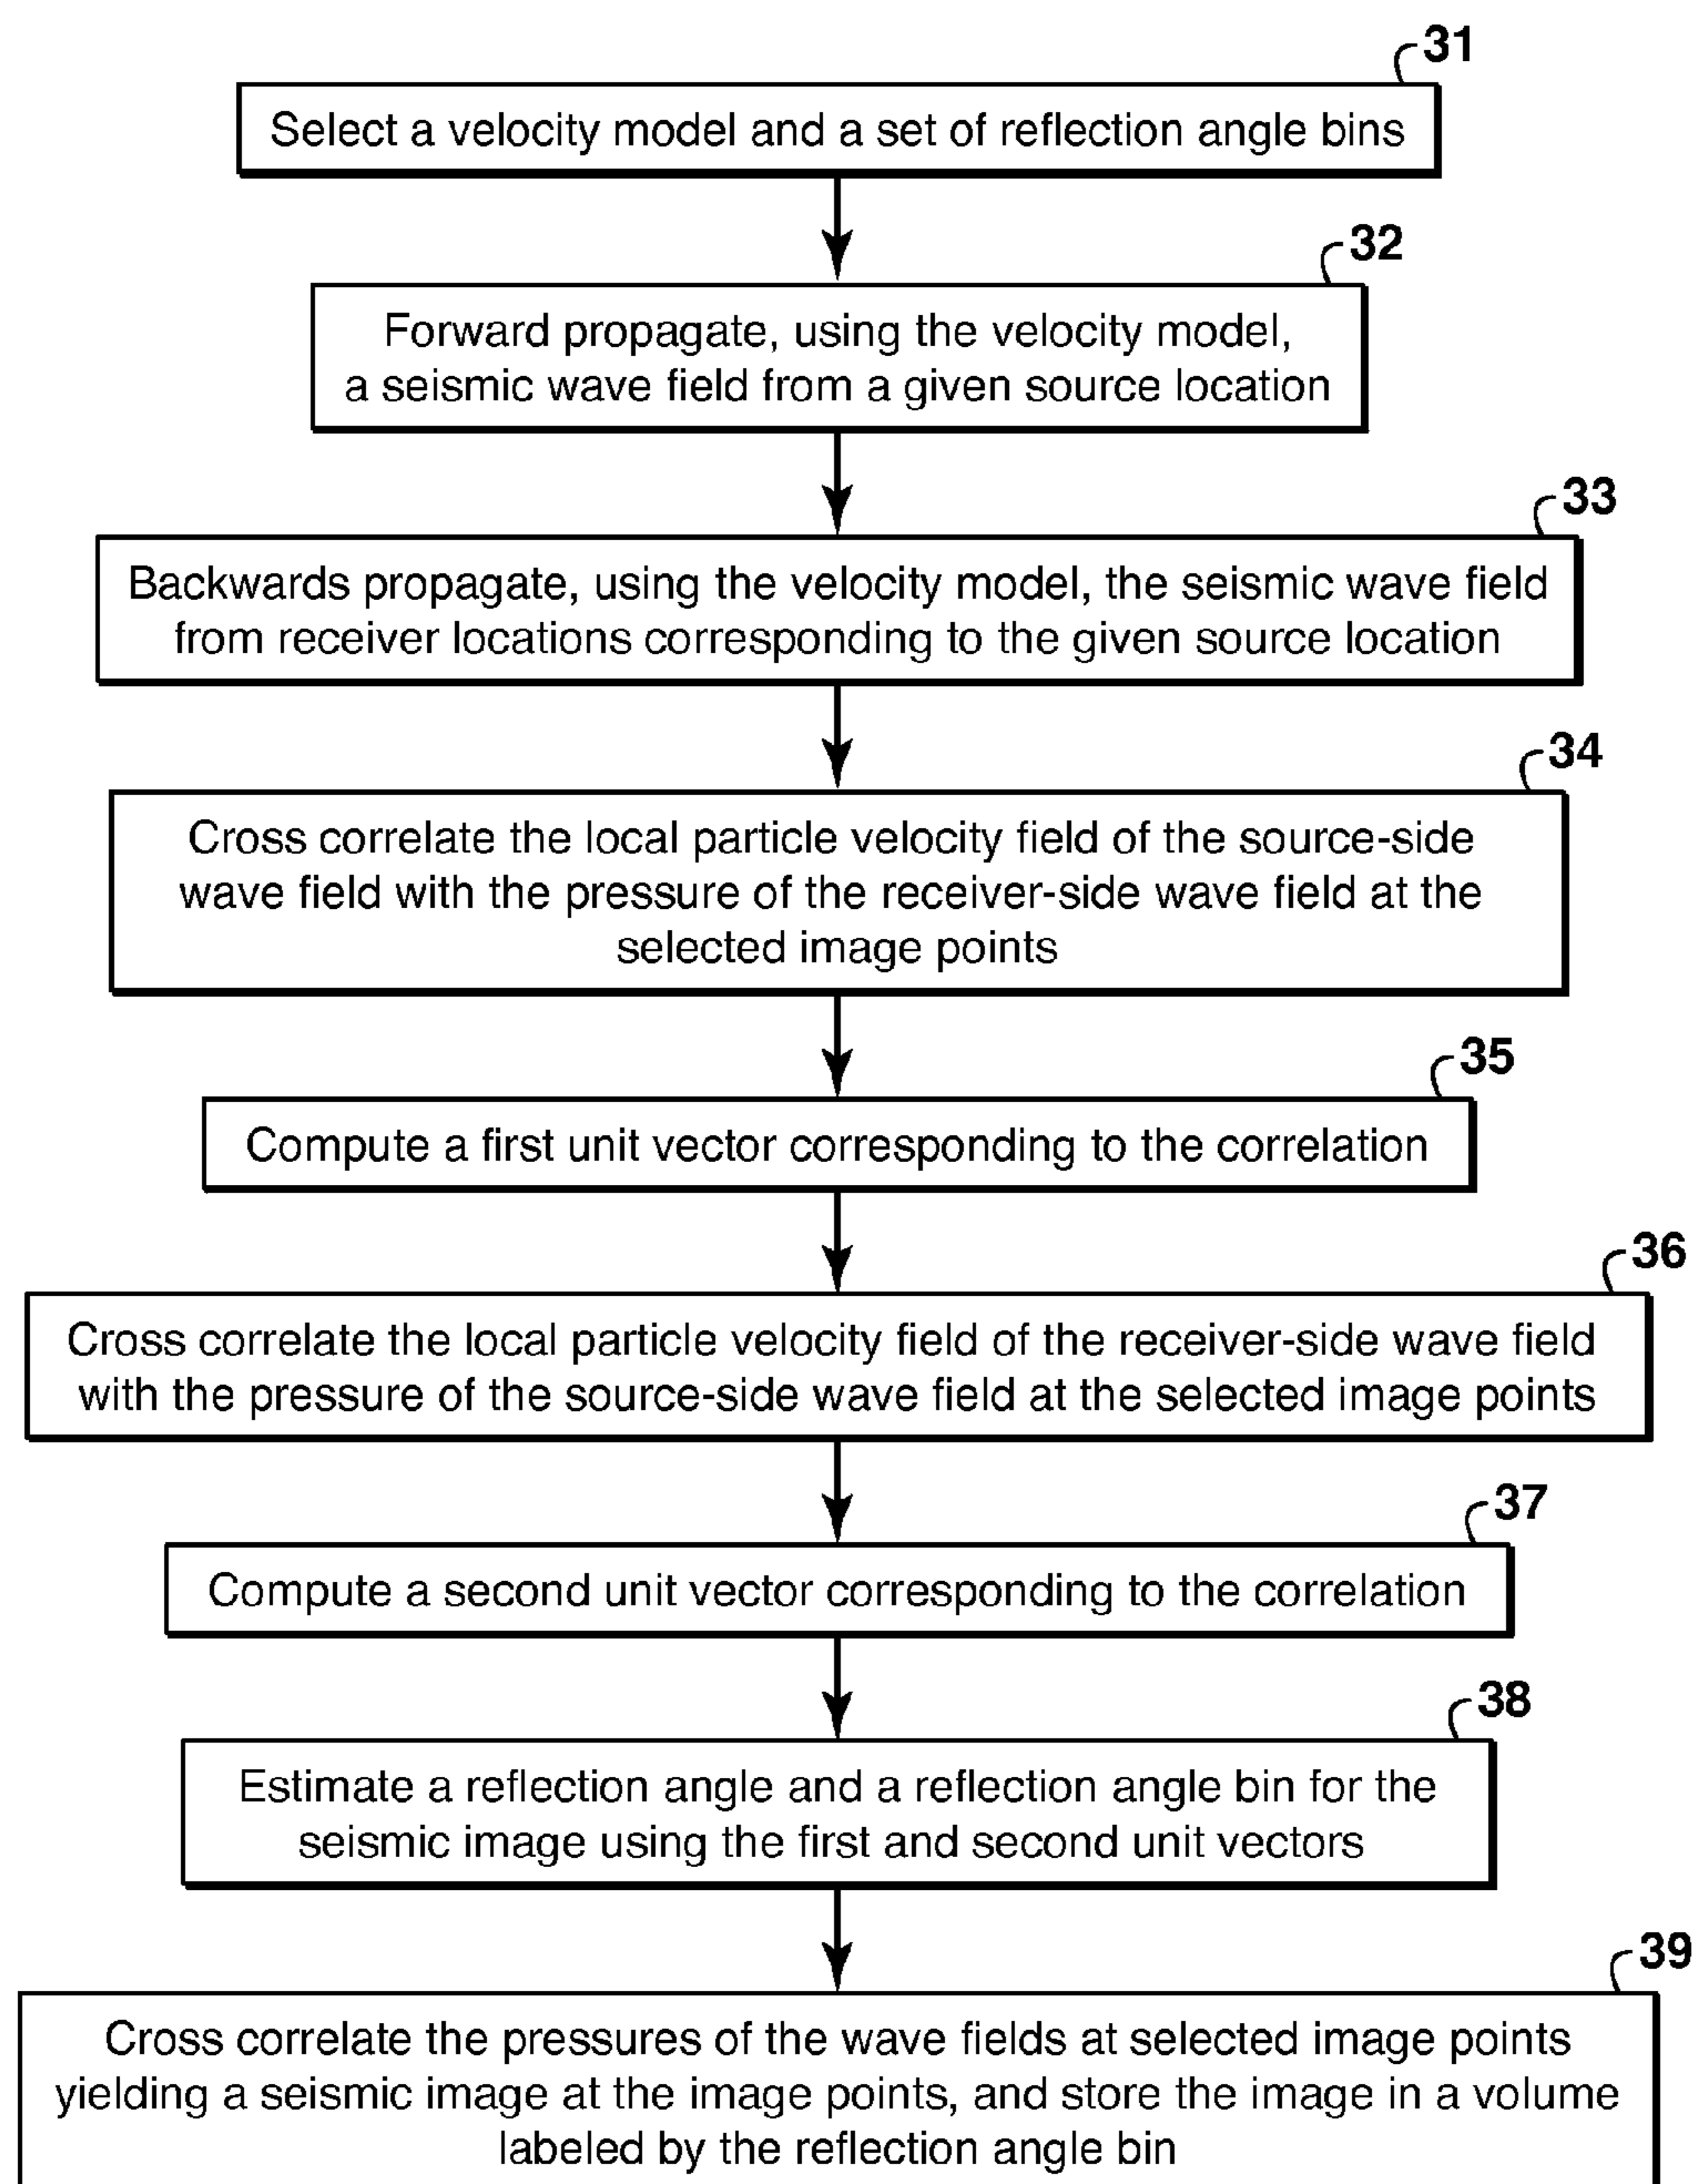 31
Select a velocity model and a set of reflection angle bins
32
Forward propagate, using the velocity model,
a seismic wave field from a given source location
33
Backwards propagate, using the velocity model, the seismic wave field
from receiver locations corresponding to the given source location
34
Cross correlate the local particle velocity field of the source-side
wave field with the pressure of the receiver-side wave field at the
selected image points
35
Compute a first unit vector corresponding to the correlation
36
Cross correlate the local particle velocity field of the receiver-side wave field
with the pressure of the source-side wave field at the selected image points
37
Compute a second unit vector corresponding to the correlation
38
Estimate a reflection angle and a reflection angle bin for the
seismic image using the first and second unit vectors
39
Cross correlate the pressures of the wave fields at selected image points
yielding a seismic image at the image points, and store the image in a volume
labeled by the reflection angle bin